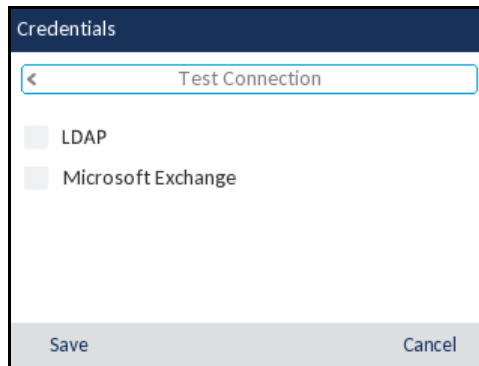 Credentials
< Test Connection
LDAP
Microsoft Exchange
Save Cancel